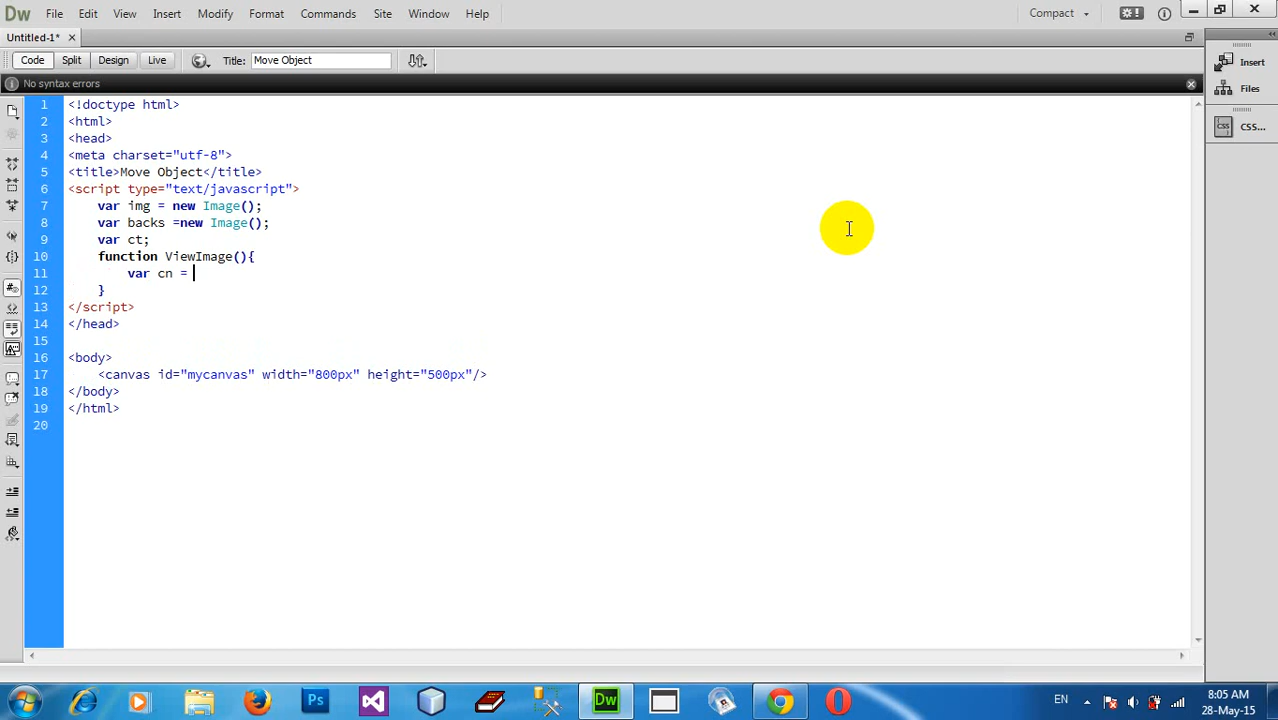 Dw File Edit View Insert Modify Format Commands Site Window Help Compact
Untitled-1*
Code Split Design Live Title: Move Object
No syntax errors
Insert
Files
CSS CSS...
1 <!doctype html>
2 <html>
3 <head>
4 <meta charset="utf-8">
5 <title>Move Object</title>
6 <script type="text/javascript">
7 var img = new Image();
8 var backs =new Image();
9 var ct;
10 function ViewImage(){
11 var cn =
12 }
13 </script>
14 </head>
15
16 <body>
17 <canvas id="mycanvas" width="800px" height="500px"/>
18 </body>
19 </html>
20
Ps Dw EN 8:05 AM
28-May-15